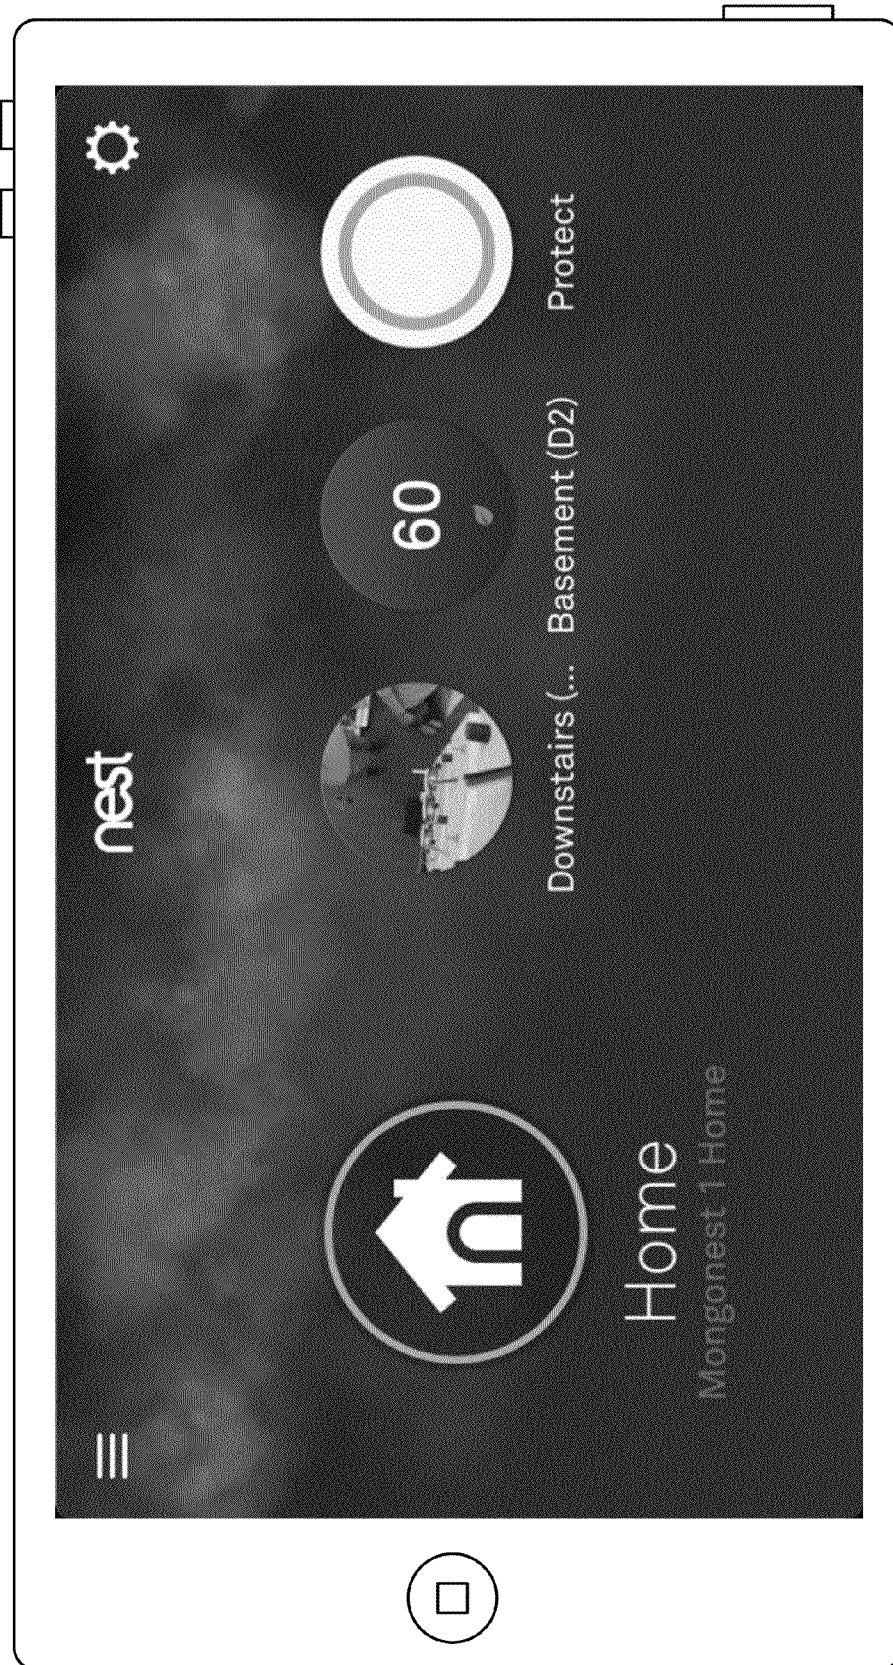 nest
60
Downstairs (...
Basement (D2)
Protect
Home
Mongonest 1 Home